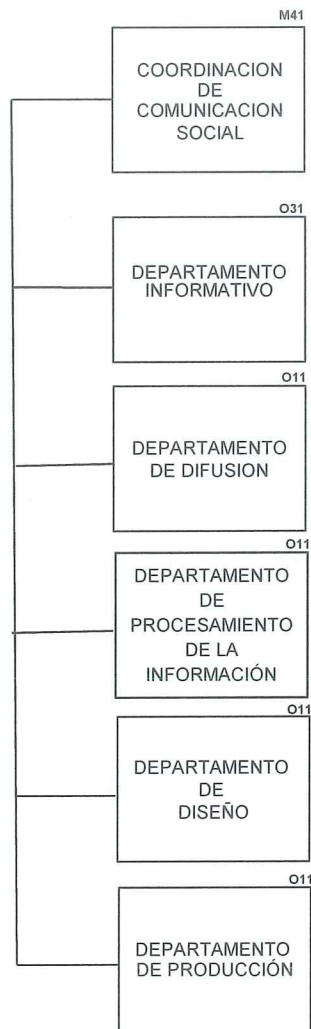 M41
COORDINACION
DE
COMUNICACION
SOCIAL
O31
DEPARTAMENTO
INFORMATIVO
O11
DEPARTAMENTO
DE DIFUSION
O11
DEPARTAMENTO
DE
PROCESAMIENTO
DE LA
INFORMACIÓN
O11
DEPARTAMENTO
DE
DISEÑO
O11
DEPARTAMENTO
DE PRODUCCIÓN